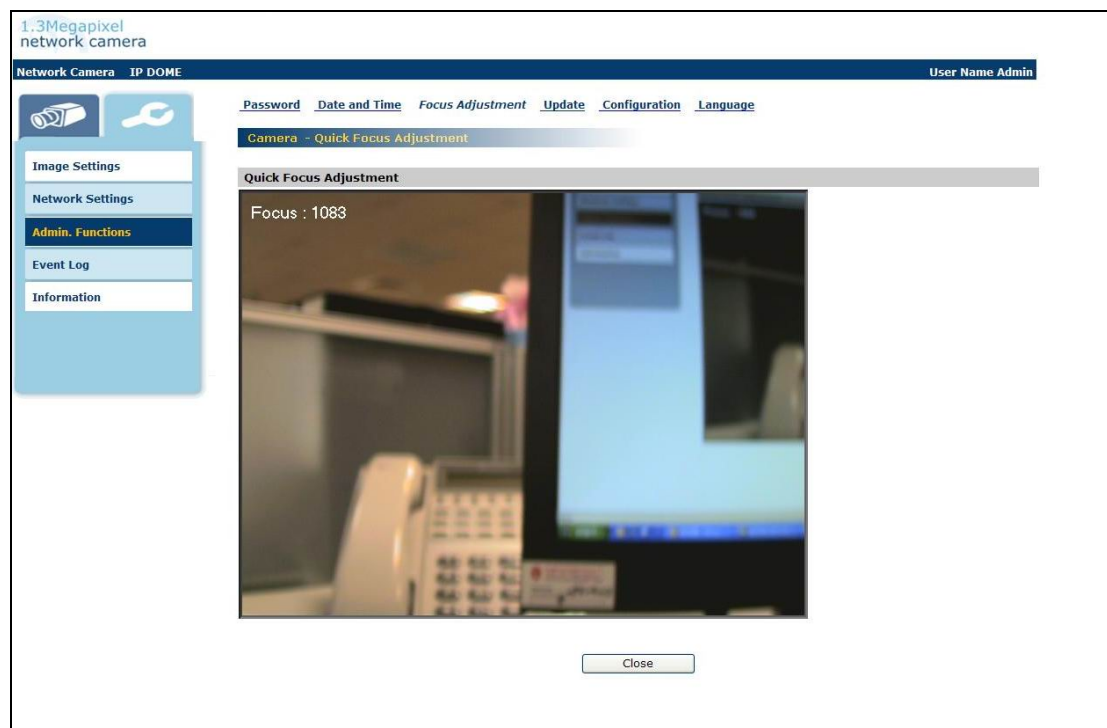 1.3Megapixel
network camera
Network Camera IP DOME User Name Admin
Password Date and Time Focus Adjustment Update Configuration Language
Camera - Quick Focus Adjustment
Image Settings
Network Settings
Admin. Functions
Event Log
Information
Quick Focus Adjustment
Focus : 1083
Close